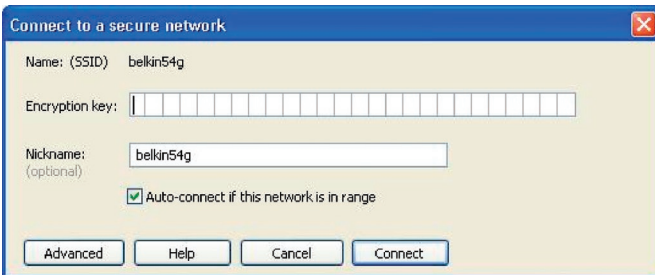 Connect to a secure network
Name: (SSID) belkin54g
Encryption key:
Nickname: belkin54g
(optional)
Auto-connect if this network is in range
Advanced Help Cancel Connect